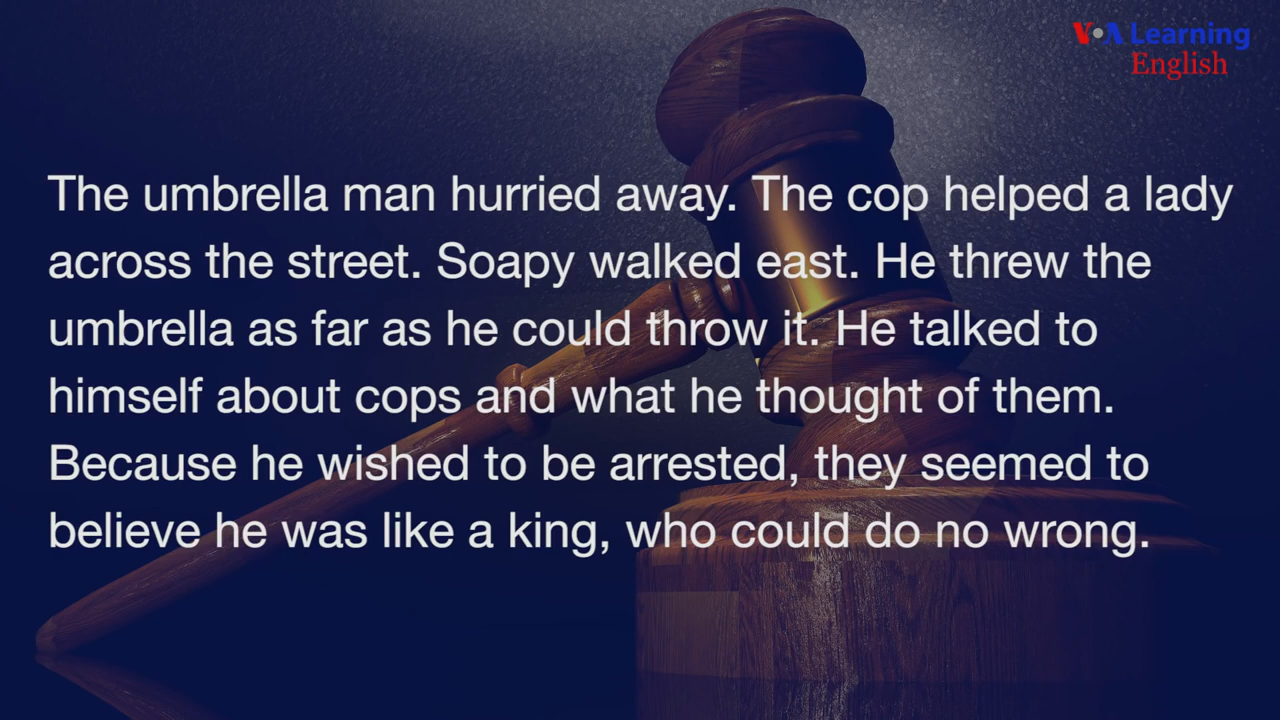 VOA Learning
English
The umbrella man hurried away. The cop helped a lady
across the street. Soapy walked east. He threw the
umbrella as far as he could throw it. He talked to
himself about cops and what he thought of them.
Because he wished to be arrested, they seemed to
believe he was like a king, who could do no wrong.